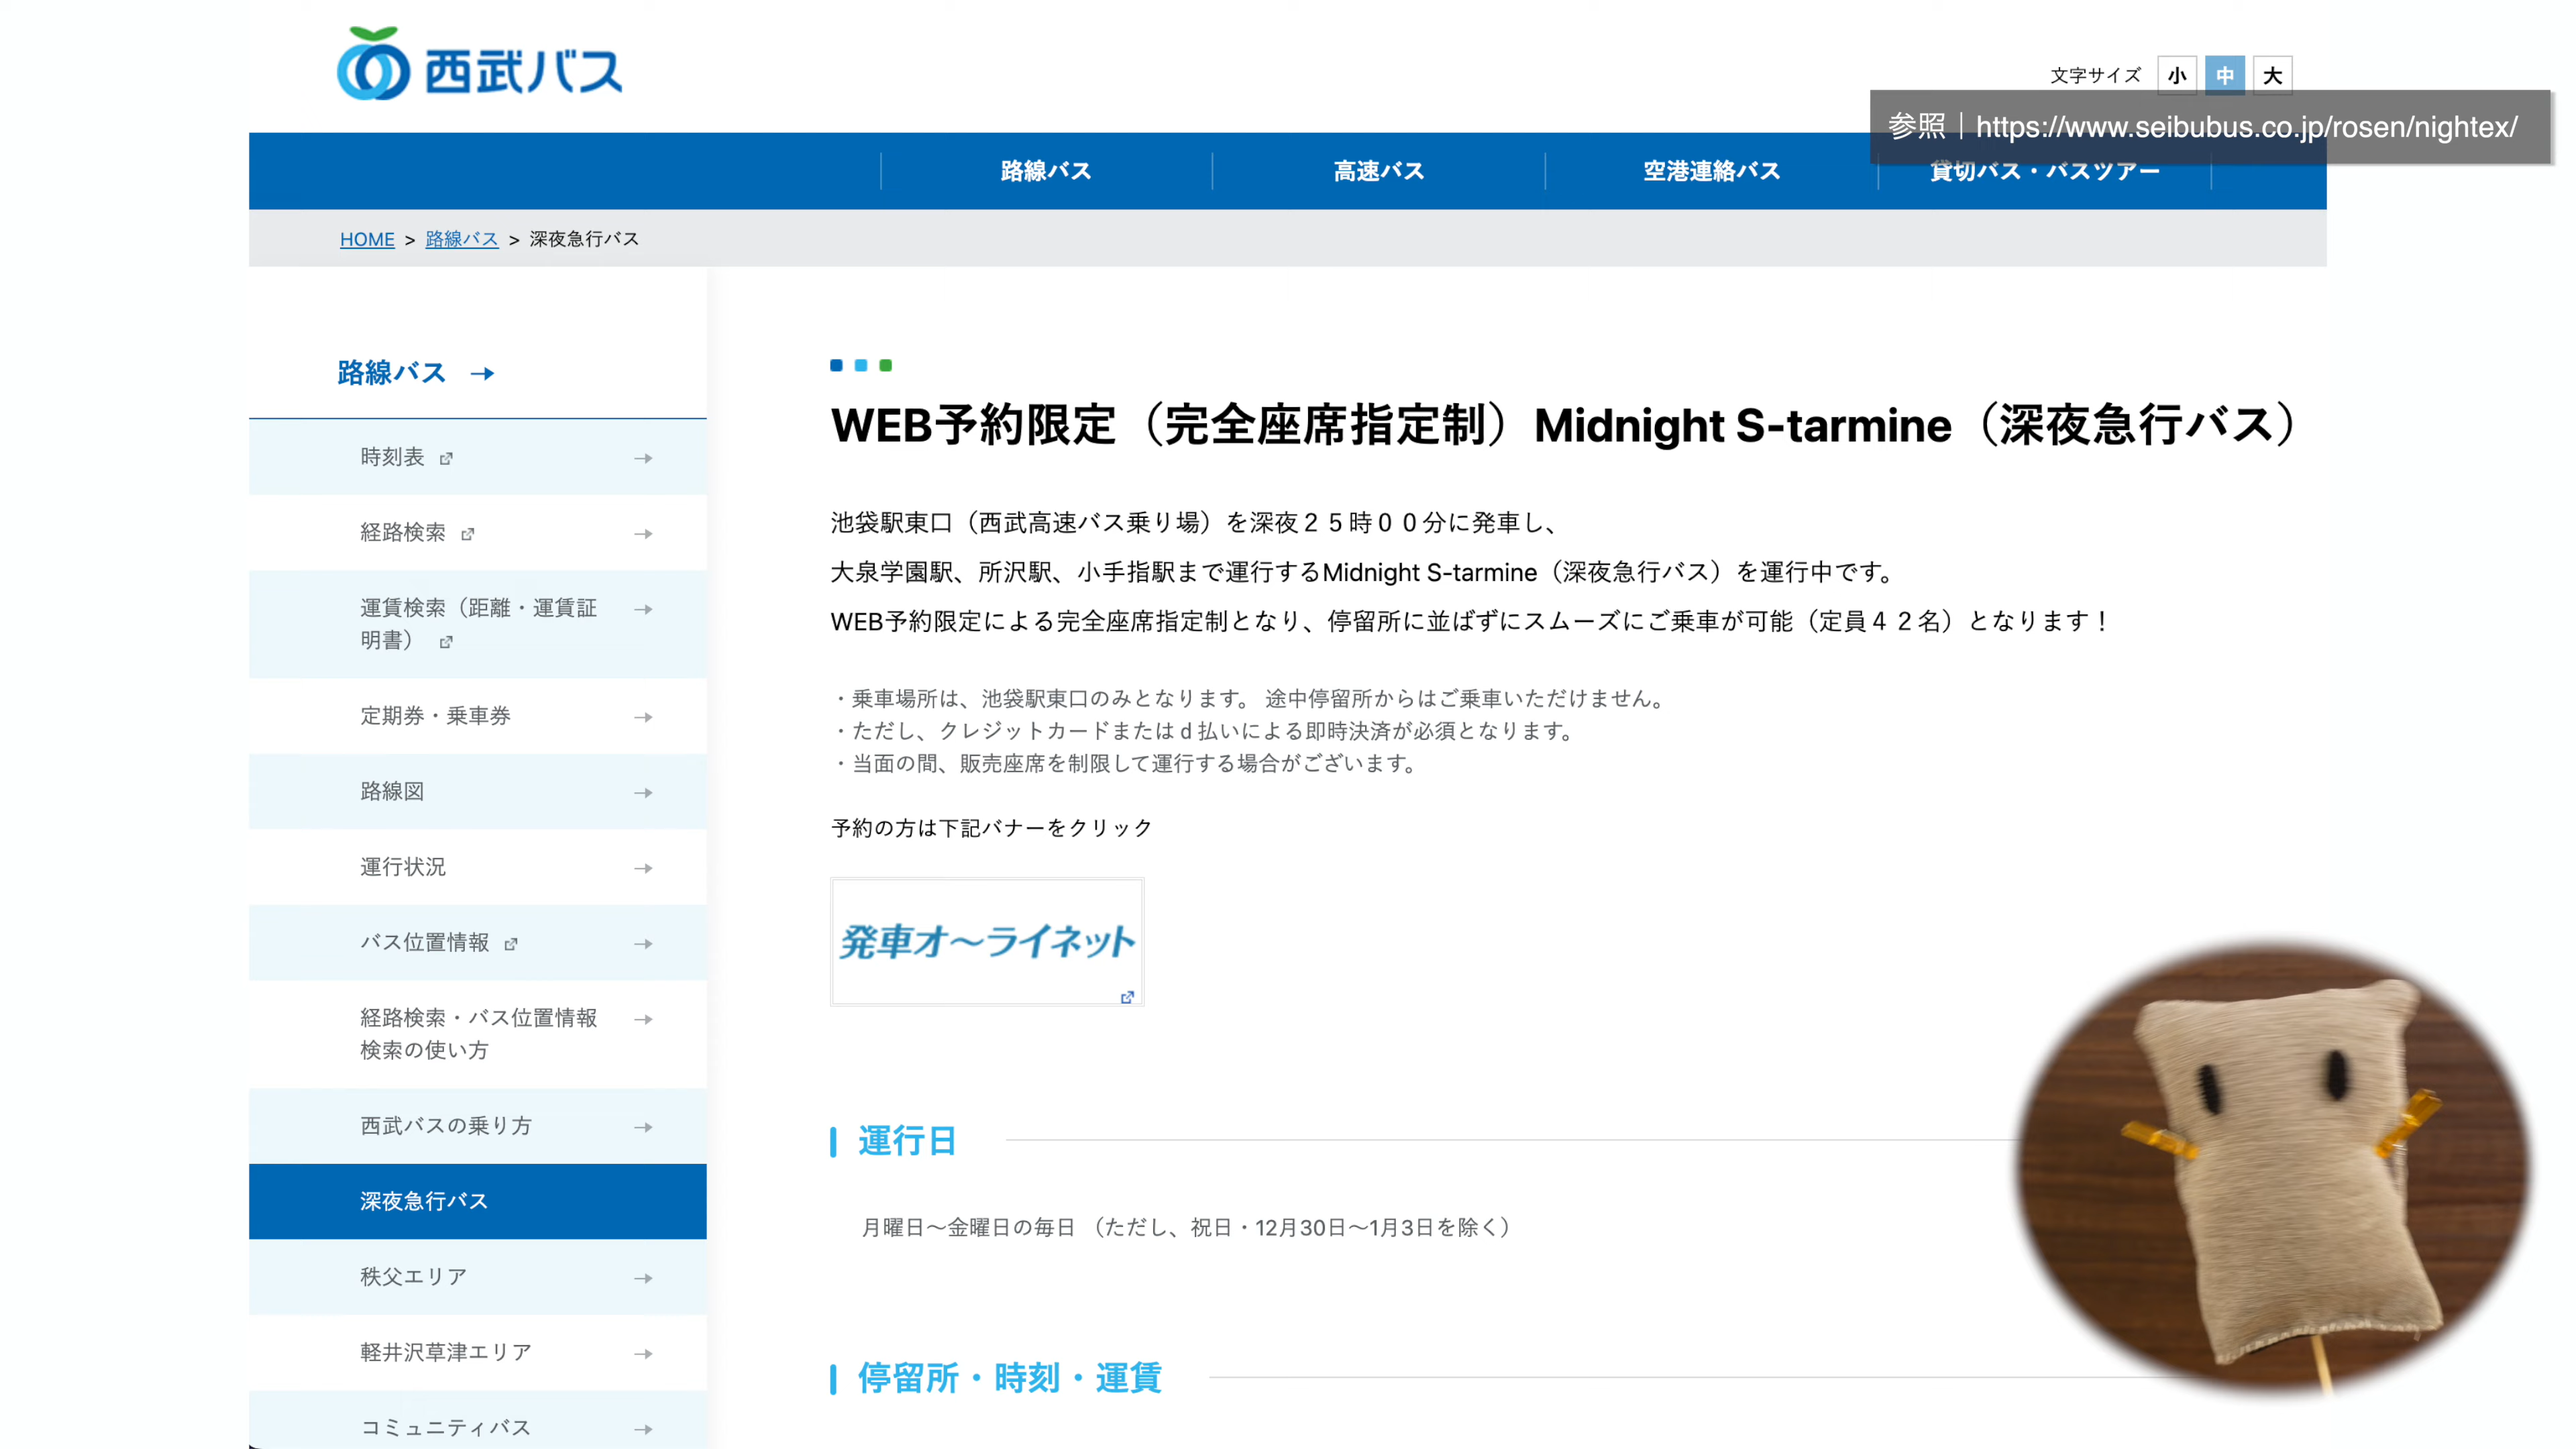 西武バス
文字サイズ 小 中 大
参照｜https://www.seibubus.co.jp/rosen/nightex/
路線バス 高速バス 空港連絡バス 貸切バス・バスツアー
HOME > 路線バス > 深夜急行バス
路線バス →
時刻表
経路検索
運賃検索（距離・運賃証
明書）
定期券・乗車券
路線図
運行状況
バス位置情報
経路検索・バス位置情報
検索の使い方
西武バスの乗り方
深夜急行バス
秩父エリア
軽井沢草津エリア
コミュニティバス
WEB予約限定（完全座席指定制）Midnight S-tarmine（深夜急行バス）
池袋駅東口（西武高速バス乗り場）を深夜２５時００分に発車し、
大泉学園駅、所沢駅、小手指駅まで運行するMidnight S-tarmine（深夜急行バス）を運行中です。
WEB予約限定による完全座席指定制となり、停留所に並ばずにスムーズにご乗車が可能（定員４２名）となります！
・乗車場所は、池袋駅東口のみとなります。 途中停留所からはご乗車いただけません。
・ただし、クレジットカードまたはｄ払いによる即時決済が必須となります。
・当面の間、販売座席を制限して運行する場合がございます。
予約の方は下記バナーをクリック
発車オ～ライネット
運行日
月曜日～金曜日の毎日 （ただし、祝日・12月30日～1月3日を除く）
停留所・時刻・運賃